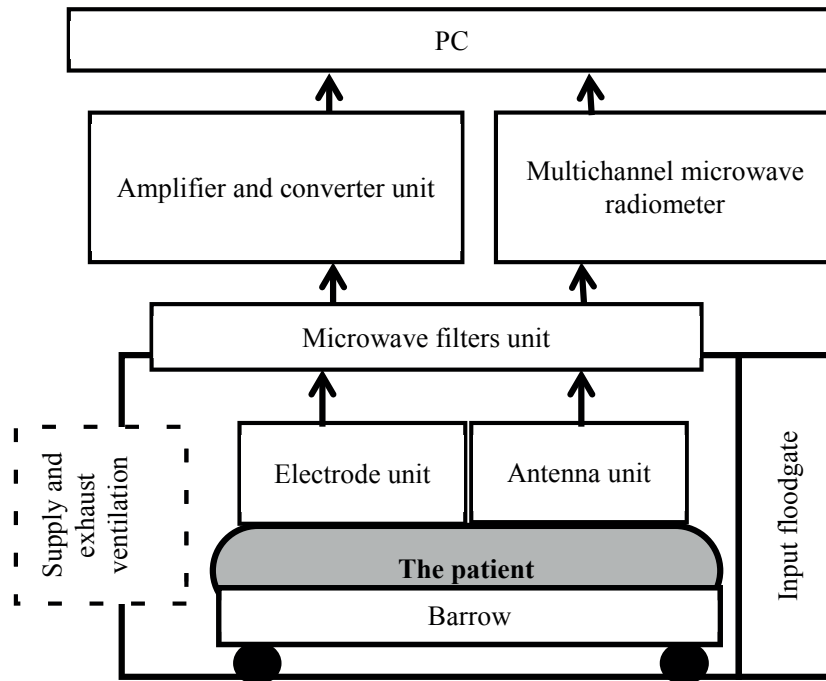 PC
Amplifier and converter unit
Multichannel microwave
radiometer
Microwave filters unit
Electrode unit
Antenna unit
Supply and
exhaust
ventilation
Input floodgate
The patient
Barrow